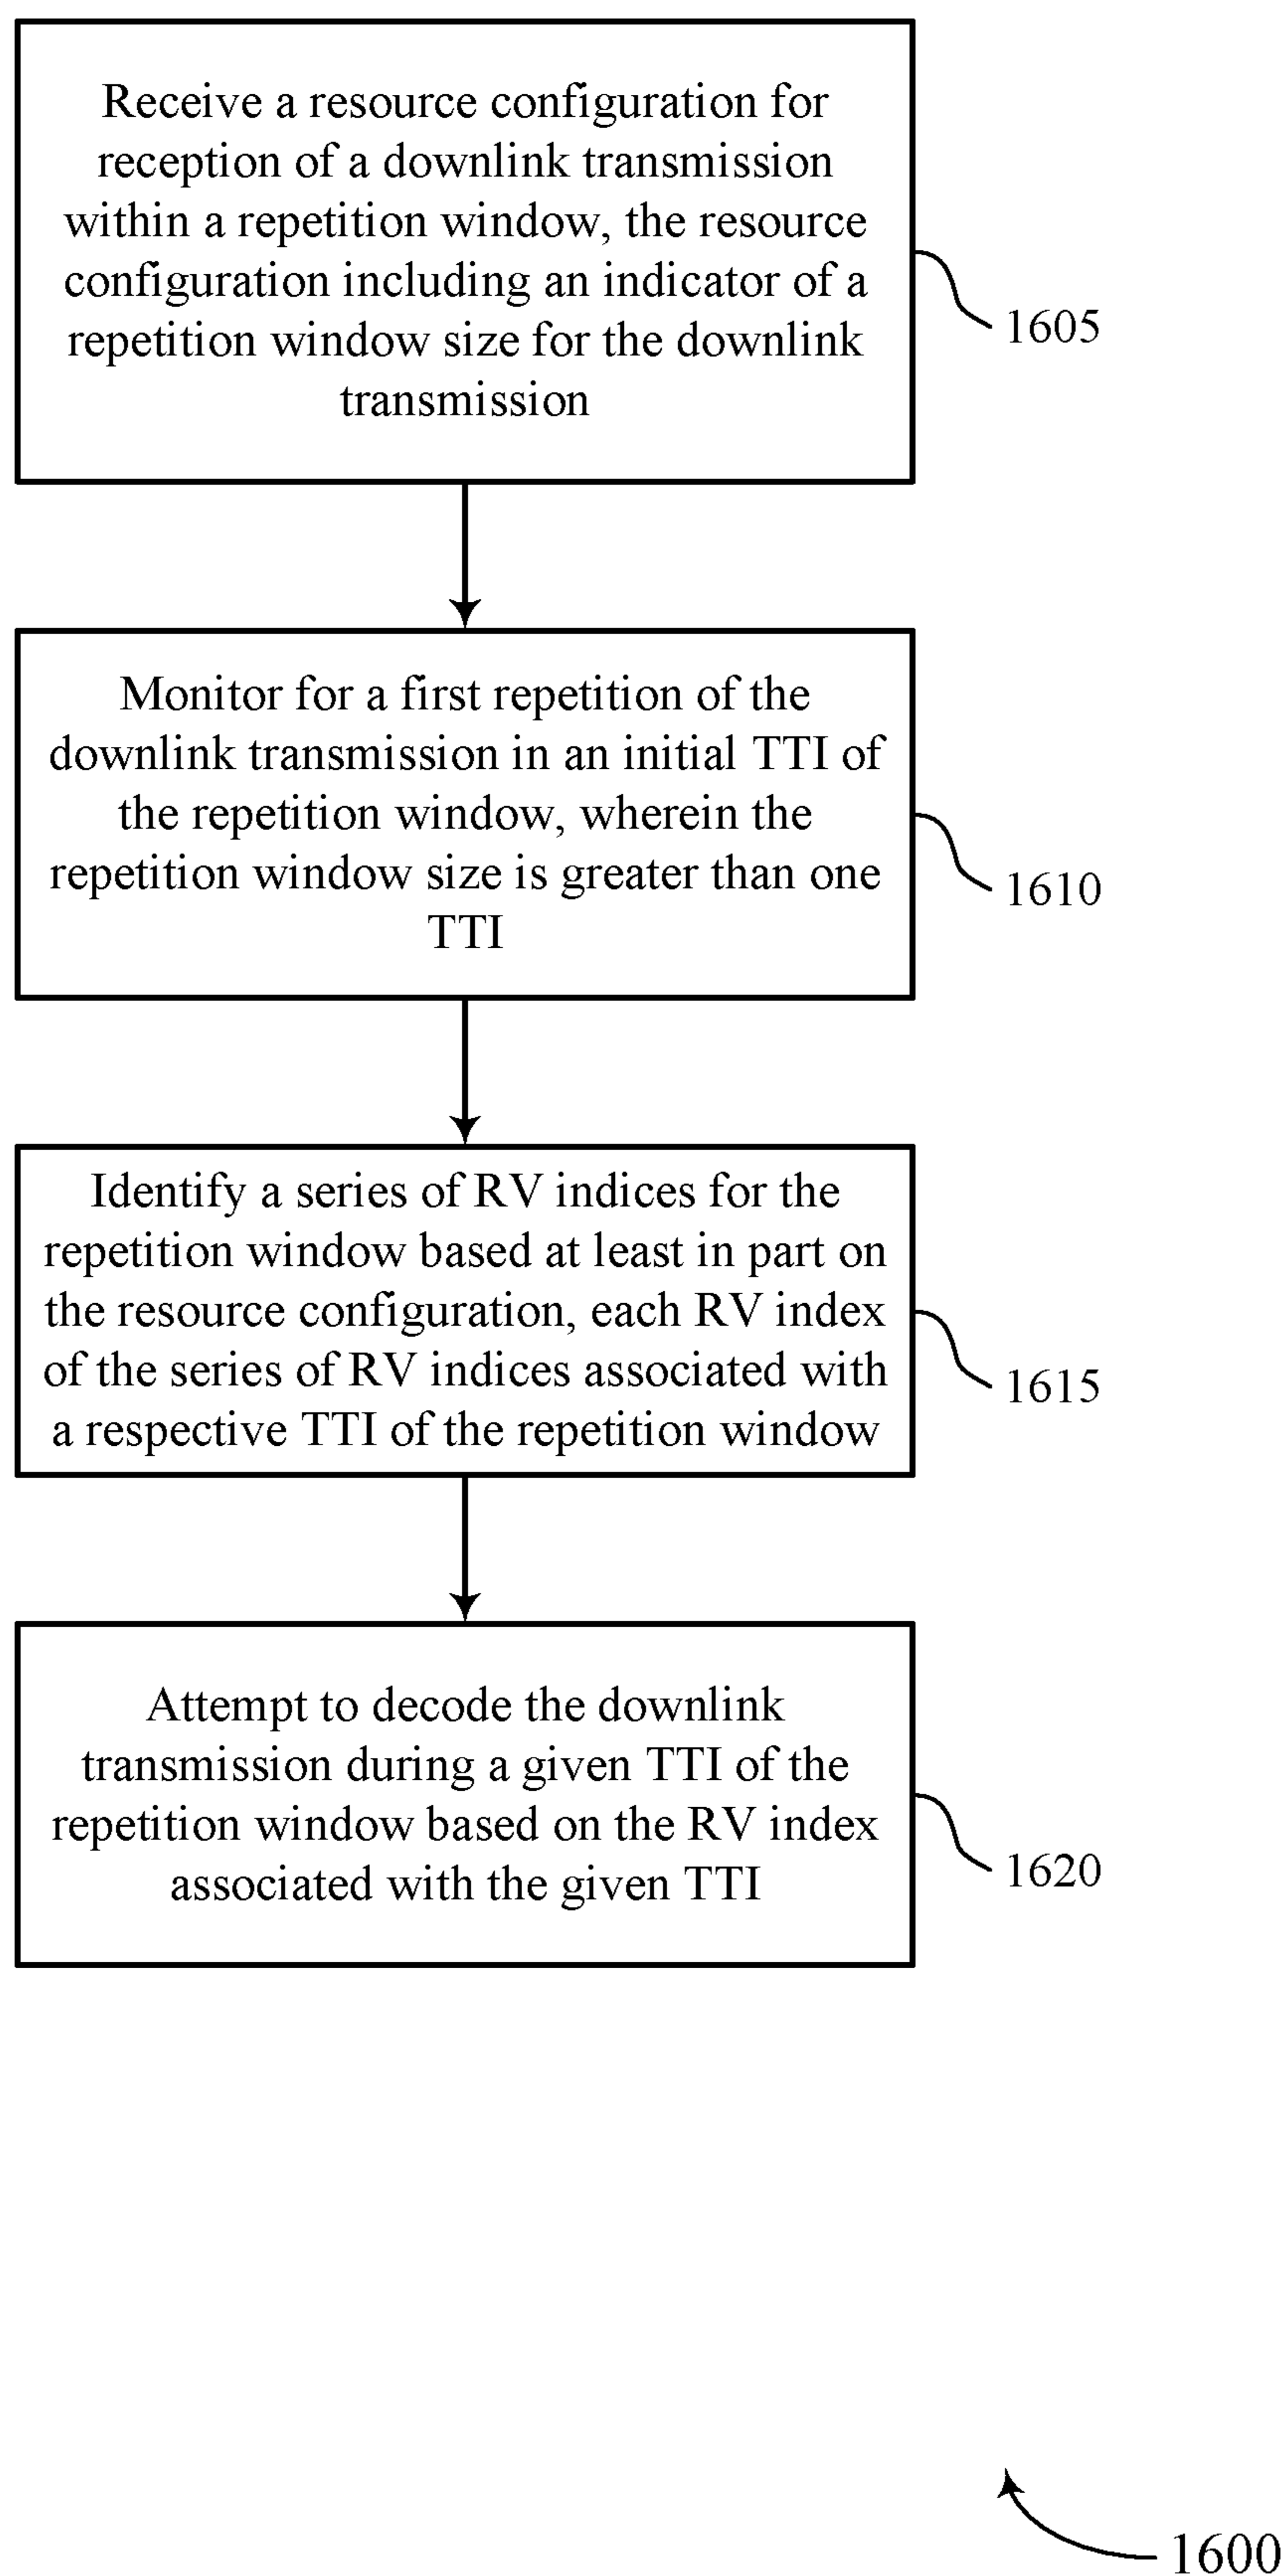 Receive a resource configuration for
reception of a downlink transmission
within a repetition window, the resource
configuration including an indicator of a
repetition window size for the downlink
transmission
1605
Monitor for a first repetition of the
downlink transmission in an initial TTI of
the repetition window, wherein the
repetition window size is greater than one
TTI
1610
Identify a series of RV indices for the
repetition window based at least in part on
the resource configuration, each RV index
of the series of RV indices associated with
a respective TTI of the repetition window
1615
Attempt to decode the downlink
transmission during a given TTI of the
repetition window based on the RV index
associated with the given TTI
1620
1600